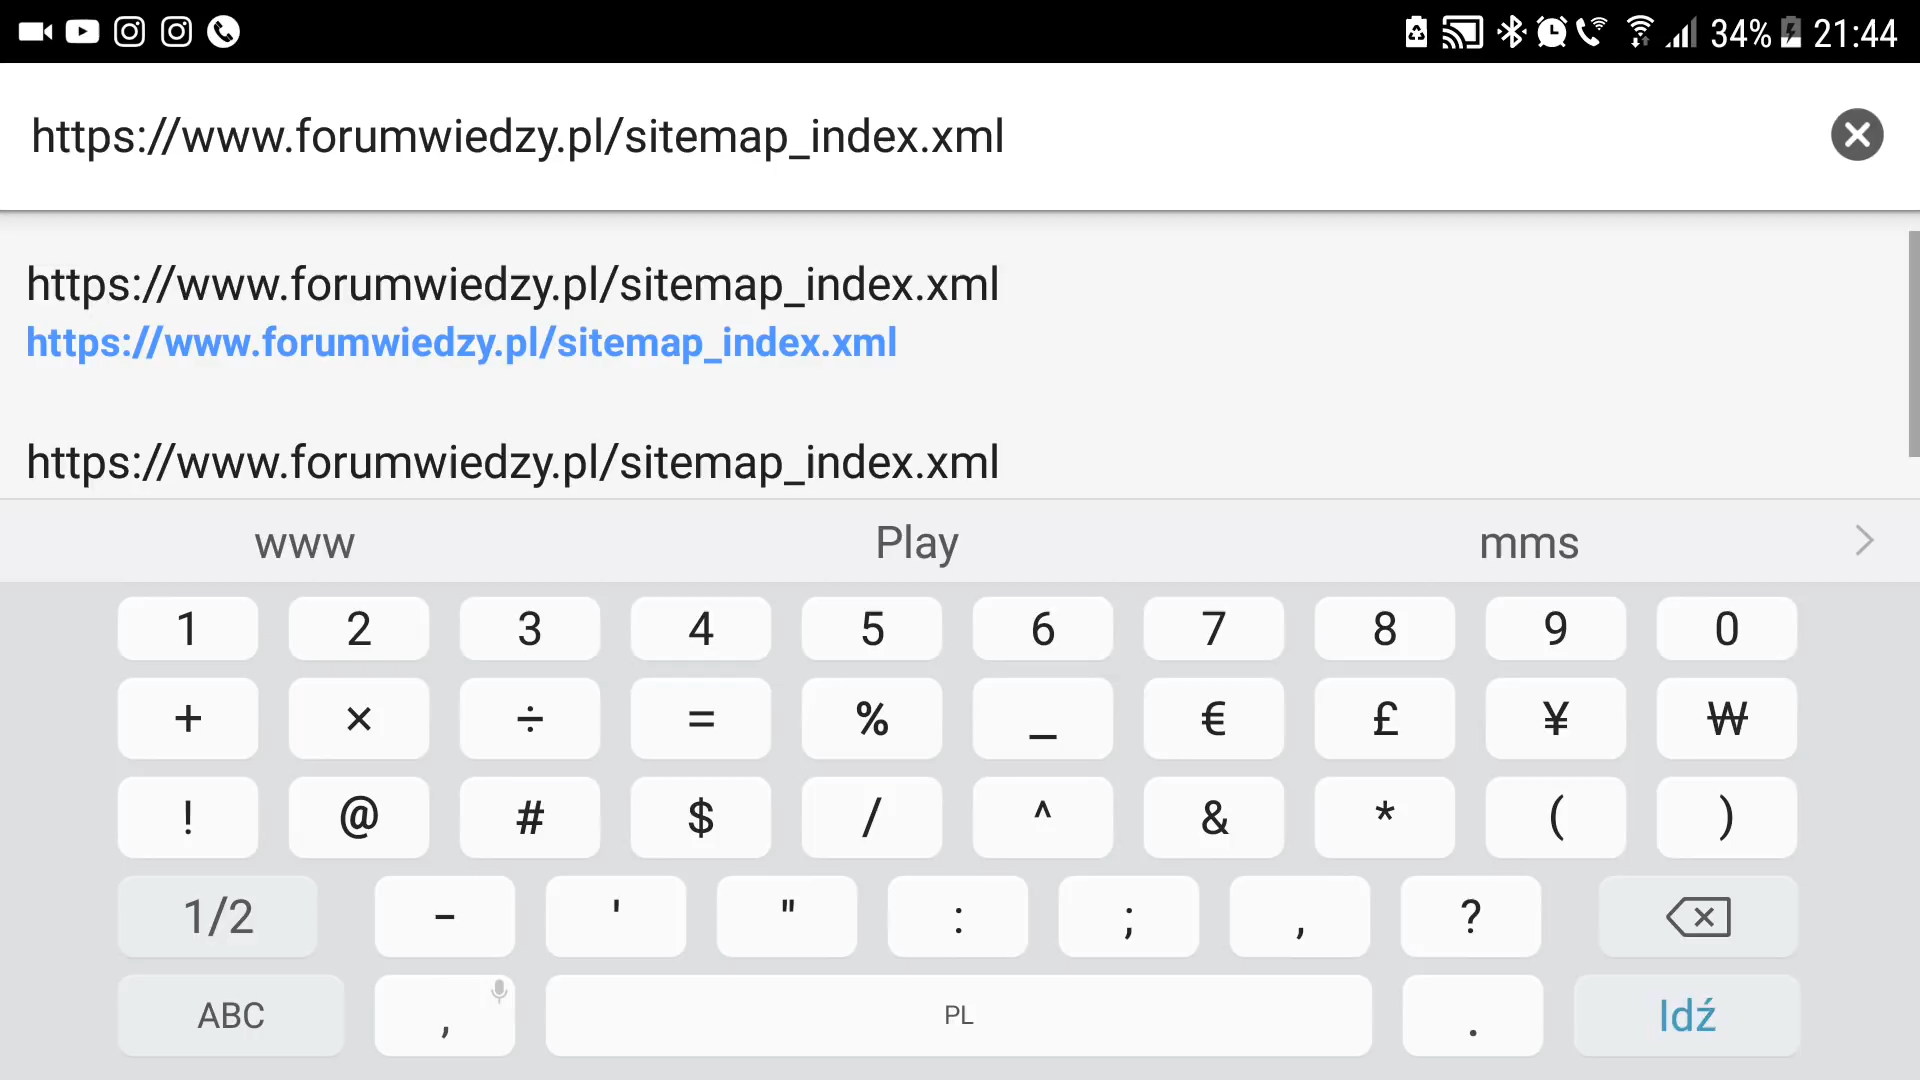 34% 21:44
https://www.forumwiedzy.pl/sitemap_index.xml
https://www.forumwiedzy.pl/sitemap_index.xml
https://www.forumwiedzy.pl/sitemap_index.xml
https://www.forumwiedzy.pl/sitemap_index.xml
www Play mms
1 2 3 4 5 6 7 8 9 0
+ × ÷ = % _ € £ ¥ ₩
! @ # $ / ^ & * ( )
1/2 - ' " : ; , ?
ABC , PL . Idź